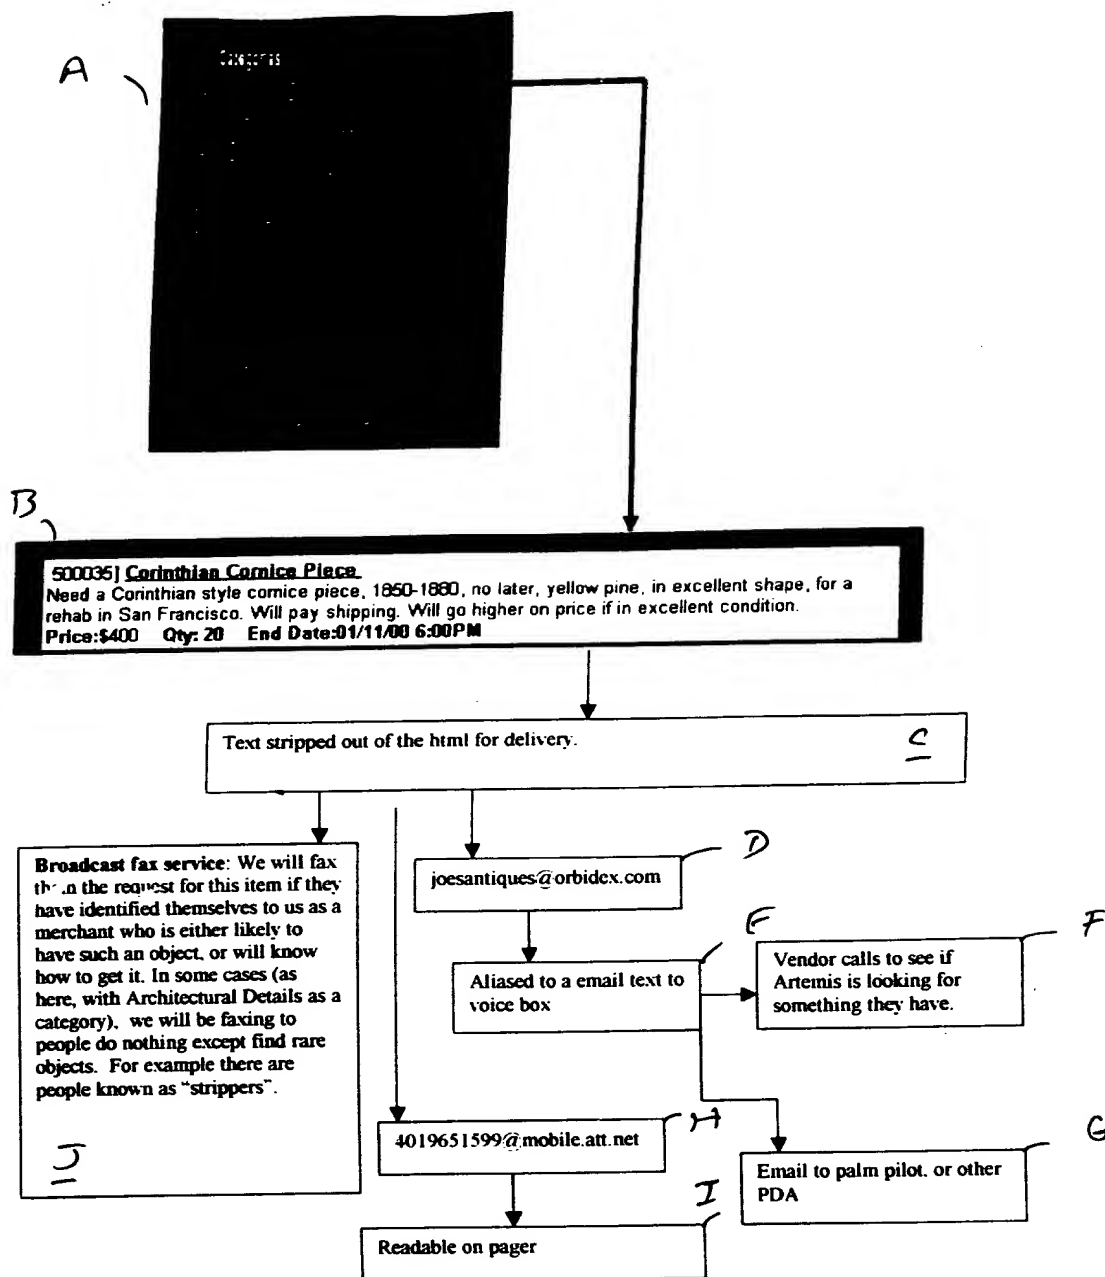 A
Categories
B
500035] Corinthian Cornice Piece
Need a Corinthian style cornice piece, 1850-1880, no later, yellow pine, in excellent shape, for a
rehab in San Francisco. Will pay shipping. Will go higher on price if in excellent condition.
Price:$400 Qty: 20 End Date:01/11/00 6:00PM
Text stripped out of the html for delivery.
C
Broadcast fax service: We will fax
the request for this item if they
have identified themselves to us as a
merchant who is either likely to
have such an object, or will know
how to get it. In some cases (as
here, with Architectural Details as a
category), we will be faxing to
people do nothing except find rare
objects. For example there are
people known as "strippers".
J
joesantiques@orbidex.com
D
Aliased to a email text to
voice box
E
Vendor calls to see if
Artemis is looking for
something they have.
F
4019651599@mobile.att.net
H
Email to palm pilot, or other
PDA
G
Readable on pager
I